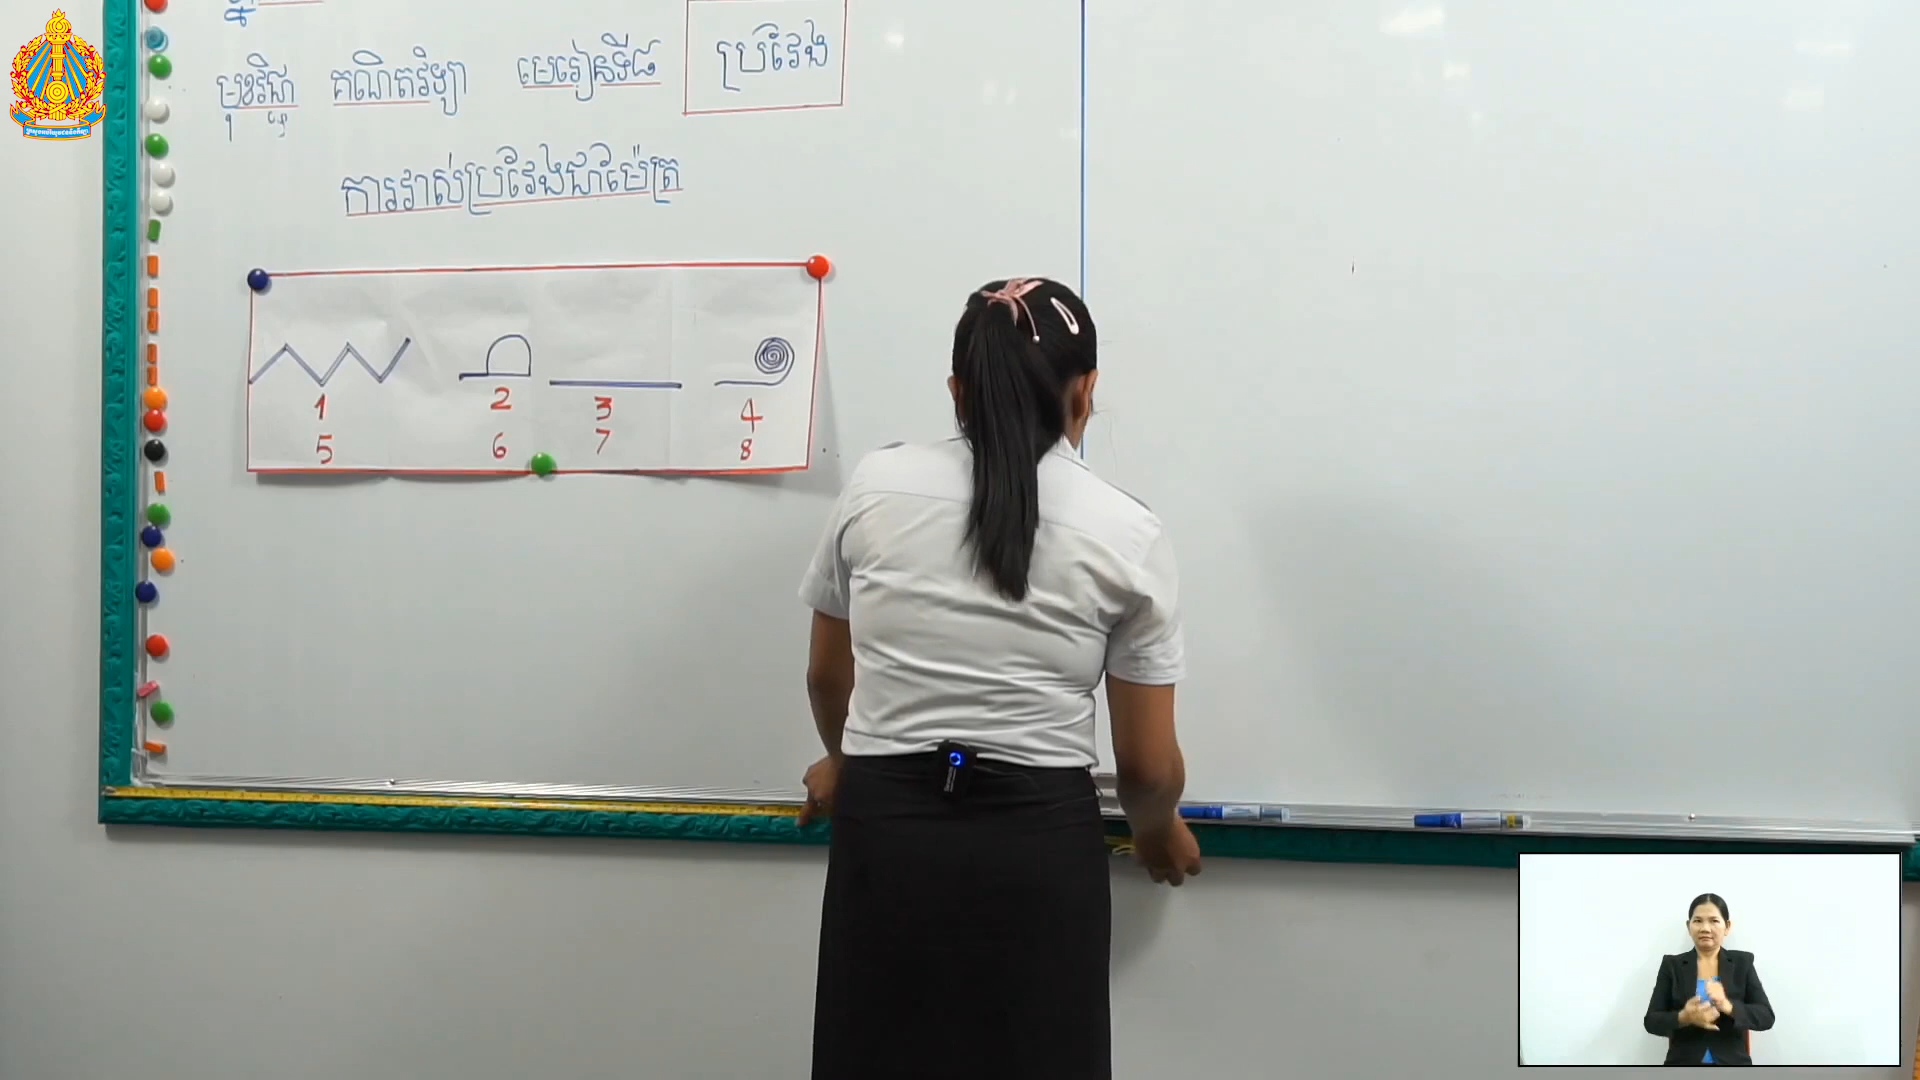 មុខវិជ្ជា គណិតវិទ្យា មេរៀនទី៨ ប្រវែង
ការវាស់ប្រវែងជាម៉ែត្រ
1 2 3 4
5 6 7 8